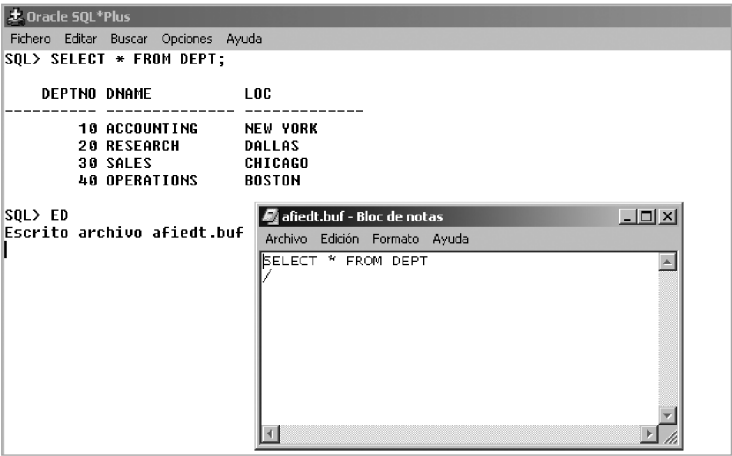 Oracle SQL*Plus
Fichero Editar Buscar Opciones Ayuda
SQL> SELECT * FROM DEPT;
DEPTNO DNAME LOC
---------- -------------- -------------
10 ACCOUNTING NEW YORK
20 RESEARCH DALLAS
30 SALES CHICAGO
40 OPERATIONS BOSTON
SQL> ED
Escrito archivo afiedt.buf
afiedt.buf - Bloc de notas
Archivo Edición Formato Ayuda
SELECT * FROM DEPT
/